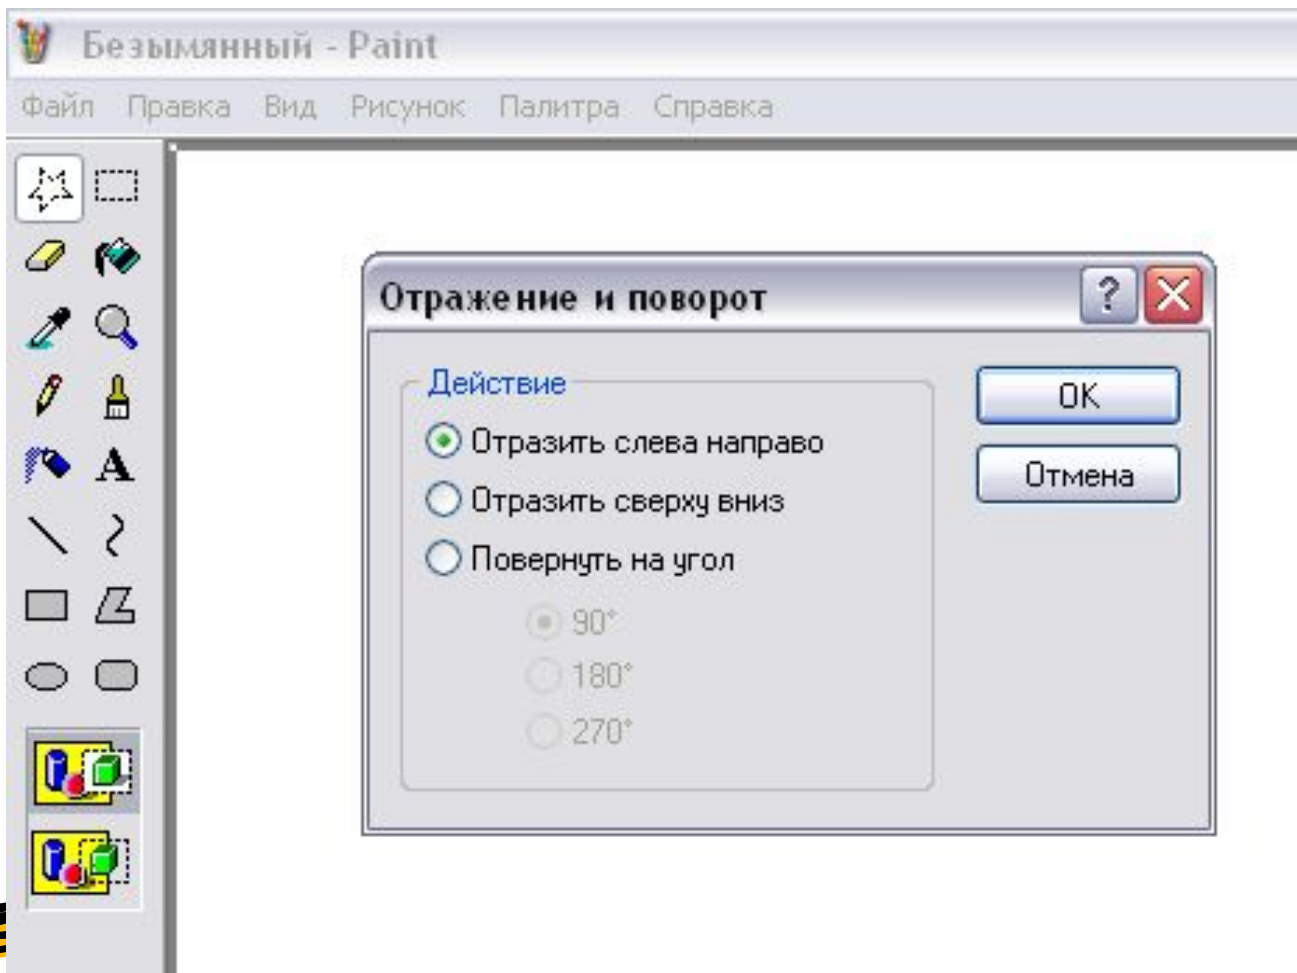 Безымянный - Paint
Файл Правка Вид Рисунок Палитра Справка
Отражение и поворот
Действие
Отразить слева направо
Отразить сверху вниз
Повернуть на угол
90°
180°
270°
OK
Отмена
A